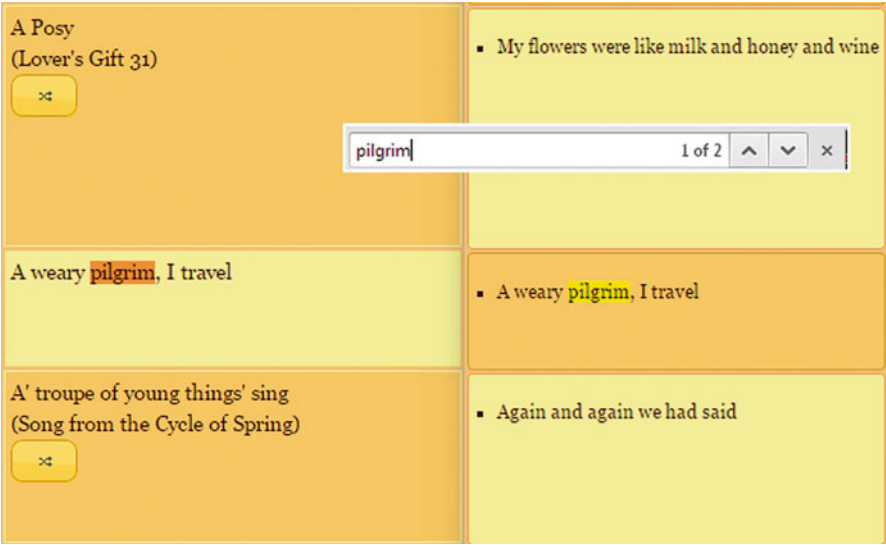 A Posy
(Lover's Gift 31)
My flowers were like milk and honey and wine
pilgrim 1 of 2
A weary pilgrim, I travel
A weary pilgrim, I travel
A' troupe of young things' sing
(Song from the Cycle of Spring)
Again and again we had said